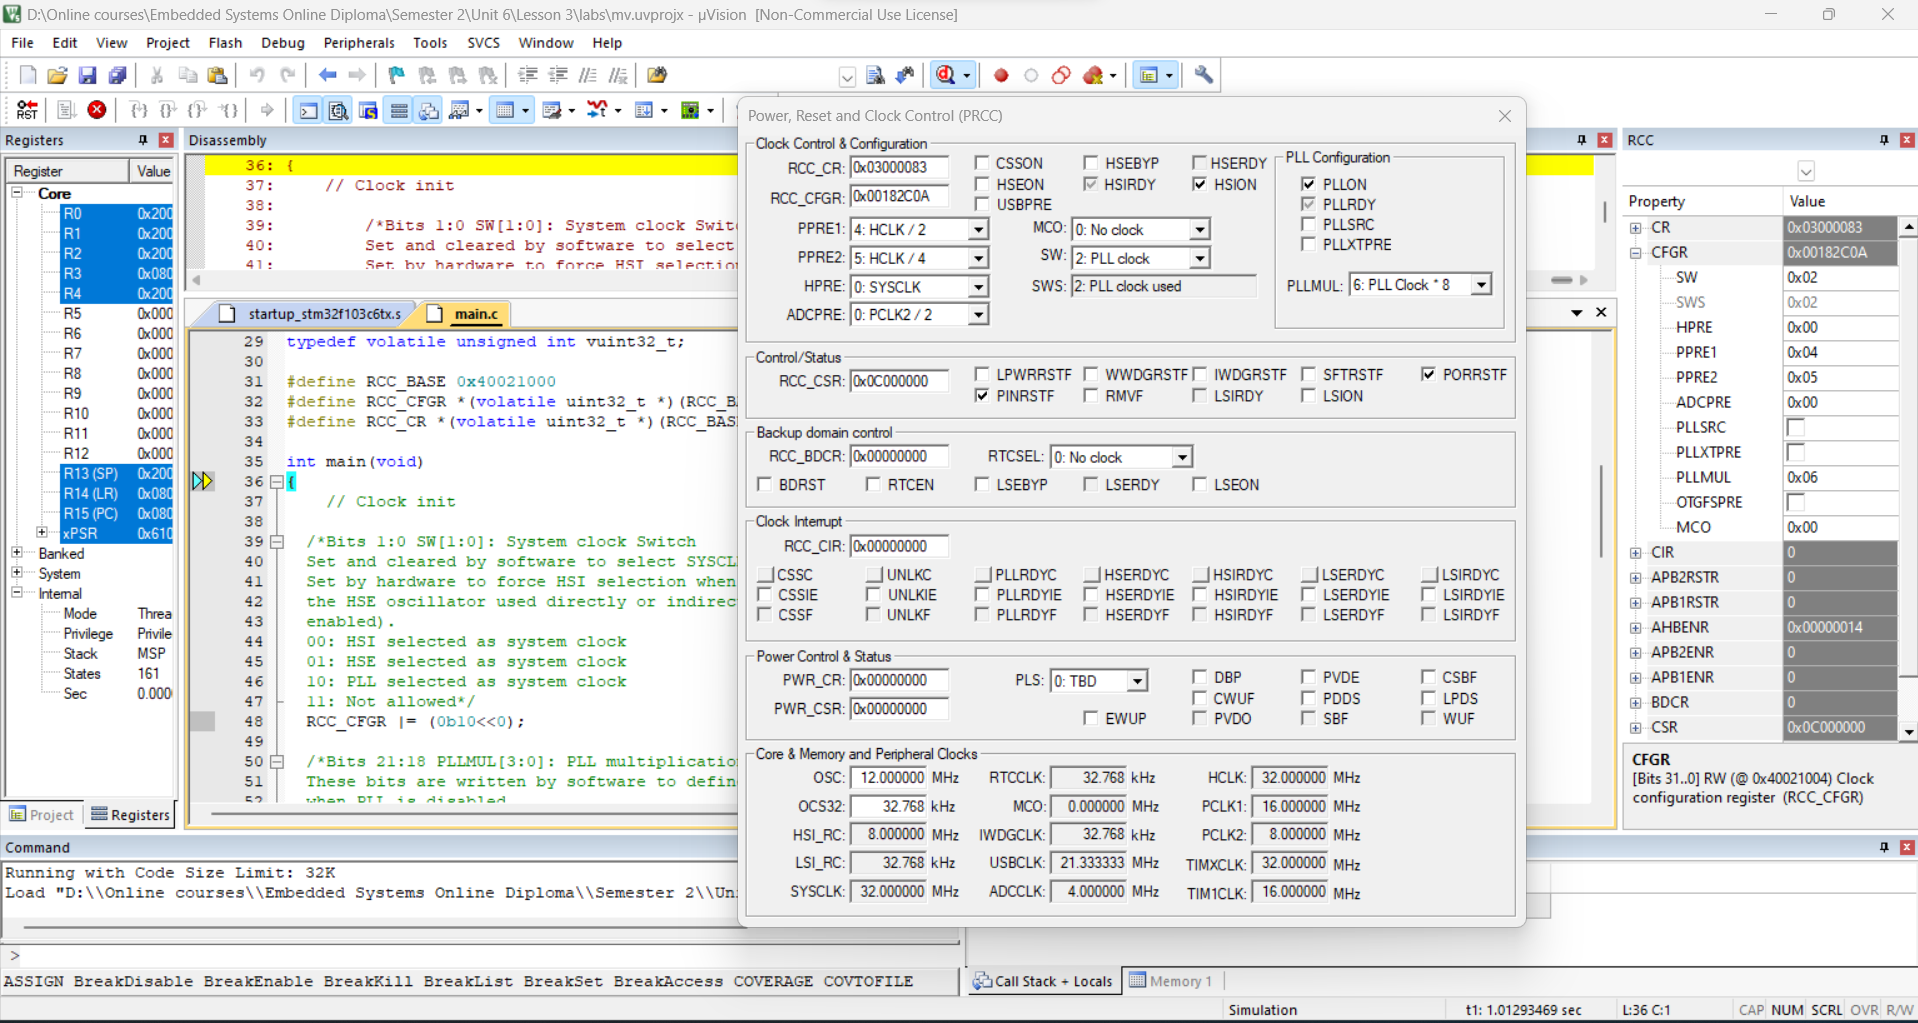 D:\Online courses\Embedded Systems Online Diploma\Semester 2\Unit 6\Lesson 3\labs\mv.uvprojx - µVision  [Non-Commercial Use License]
File Edit View Project Flash Debug Peripherals Tools SVCS Window Help
RST
Registers
Register Value
Core
R0 0x200
R1 0x200
R2 0x200
R3 0x080
R4 0x200
R5 0x000
R6 0x000
R7 0x000
R8 0x000
R9 0x000
R10 0x000
R11 0x000
R12 0x000
R13 (SP) 0x200
R14 (LR) 0x080
R15 (PC) 0x080
xPSR 0x610
Banked
System
Internal
Mode Threa
Privilege Privile
Stack MSP
States 161
Sec 0.000
Project Registers
Disassembly
36: {
37: // Clock init
38:
39: /*Bits 1:0 SW[1:0]: System clock Swit
40: Set and cleared by software to select
41: Set by hardware to force HSI selection
startup_stm32f103c6tx.s main.c
29 typedef volatile unsigned int vuint32_t;
30
31 #define RCC_BASE 0x40021000
32 #define RCC_CFGR *(volatile uint32_t *)(RCC_B
33 #define RCC_CR *(volatile uint32_t *)(RCC_BAS
34
35 int main(void)
36 {
37 // Clock init
38
39 /*Bits 1:0 SW[1:0]: System clock Switch
40 Set and cleared by software to select SYSCL
41 Set by hardware to force HSI selection when
42 the HSE oscillator used directly or indirec
43 enabled).
44 00: HSI selected as system clock
45 01: HSE selected as system clock
46 10: PLL selected as system clock
47 11: Not allowed*/
48 RCC_CFGR |= (0b10<<0);
49
50 /*Bits 21:18 PLLMUL[3:0]: PLL multiplicatio
51 These bits are written by software to defin
52 when PLL is disabled
Power, Reset and Clock Control (PRCC)
Clock Control & Configuration
RCC_CR: 0x03000083 CSSON HSEBYP HSERDY
HSEON HSIRDY HSION
RCC_CFGR: 0x00182C0A USBPRE
PPRE1: 4: HCLK / 2 MCO: 0: No clock
PPRE2: 5: HCLK / 4 SW: 2: PLL clock
HPRE: 0: SYSCLK SWS: 2: PLL clock used
ADCPRE: 0: PCLK2 / 2
PLL Configuration
PLLON
PLLRDY
PLLSRC
PLLXTPRE
PLLMUL: 6: PLL Clock * 8
Control/Status
RCC_CSR: 0x0C000000 LPWRRSTF WWDGRSTF IWDGRSTF SFTRSTF PORRSTF
PINRSTF RMVF LSIRDY LSION
Backup domain control
RCC_BDCR: 0x00000000 RTCSEL: 0: No clock
BDRST RTCEN LSEBYP LSERDY LSEON
Clock Interrupt
RCC_CIR: 0x00000000
CSSC UNLKC PLLRDYC HSERDYC HSIRDYC LSERDYC LSIRDYC
CSSIE UNLKIE PLLRDYIE HSERDYIE HSIRDYIE LSERDYIE LSIRDYIE
CSSF UNLKF PLLRDYF HSERDYF HSIRDYF LSERDYF LSIRDYF
Power Control & Status
PWR_CR: 0x00000000 PLS: 0: TBD DBP PVDE CSBF
CWUF PDDS LPDS
PWR_CSR: 0x00000000 EWUP PVDO SBF WUF
Core & Memory and Peripheral Clocks
OSC: 12.000000 MHz RTCCLK: 32.768 kHz HCLK: 32.000000 MHz
OCS32: 32.768 kHz MCO: 0.000000 MHz PCLK1: 16.000000 MHz
HSI_RC: 8.000000 MHz IWDGCLK: 32.768 kHz PCLK2: 8.000000 MHz
LSI_RC: 32.768 kHz USBCLK: 21.333333 MHz TIMXCLK: 32.000000 MHz
SYSCLK: 32.000000 MHz ADCCLK: 4.000000 MHz TIM1CLK: 16.000000 MHz
RCC
Property Value
CR 0x03000083
CFGR 0x00182C0A
SW 0x02
SWS 0x02
HPRE 0x00
PPRE1 0x04
PPRE2 0x05
ADCPRE 0x00
PLLSRC
PLLXTPRE
PLLMUL 0x06
OTGFSPRE
MCO 0x00
CIR 0
APB2RSTR 0
APB1RSTR 0
AHBENR 0x00000014
APB2ENR 0
APB1ENR 0
BDCR 0
CSR 0x0C000000
CFGR
[Bits 31..0] RW (@ 0x40021004) Clock
configuration register (RCC_CFGR)
Command
Running with Code Size Limit: 32K
Load "D:\\Online courses\\Embedded Systems Online Diploma\\Semester 2\\Un
>
ASSIGN BreakDisable BreakEnable BreakKill BreakList BreakSet BreakAccess COVERAGE COVTOFILE
Call Stack + Locals Memory 1
Simulation t1: 1.01293469 sec L:36 C:1 CAP NUM SCRL OVR R/W